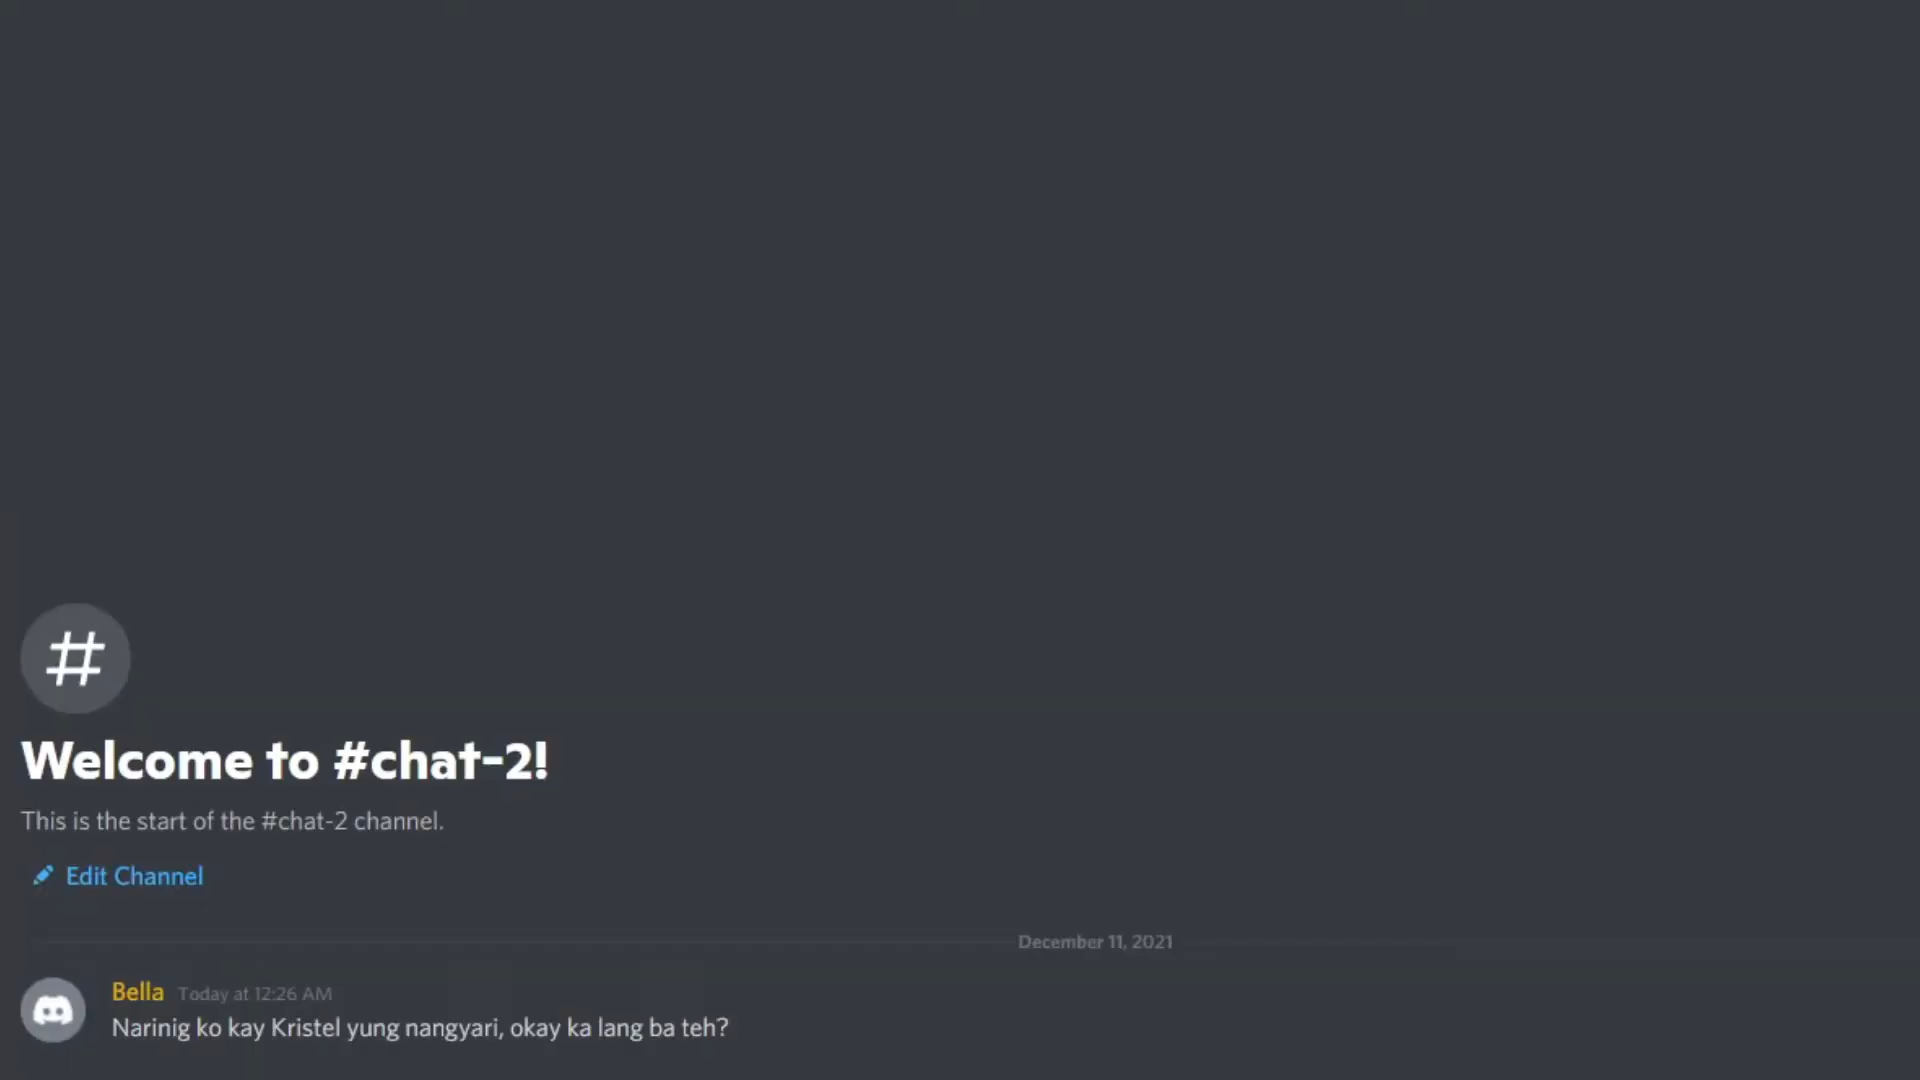 #
Welcome to #chat-2!
This is the start of the #chat-2 channel.
Edit Channel
December 11, 2021
Bella Today at 12:26 AM
Narinig ko kay Kristel yung nangyari, okay ka lang ba teh?